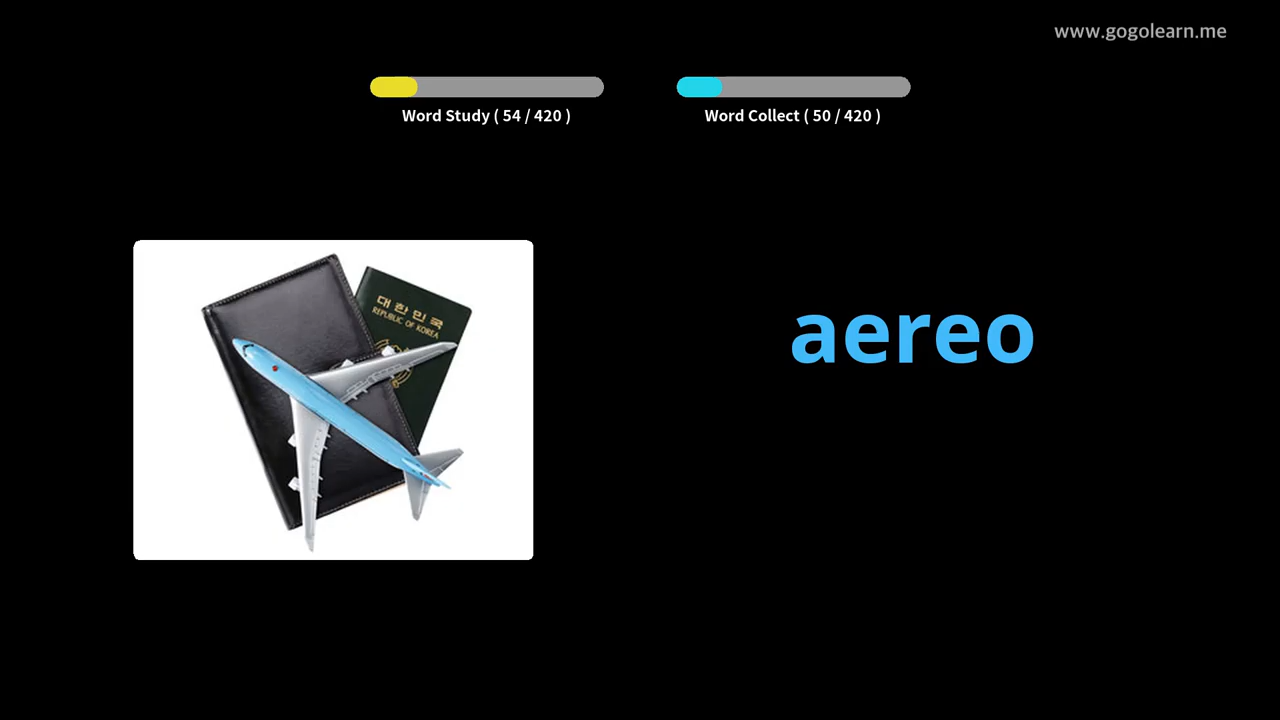 www.gogolearn.me
Word Study ( 54 / 420 )
Word Collect ( 50 / 420 )
대한민국
REPUBLIC OF KOREA
aereo